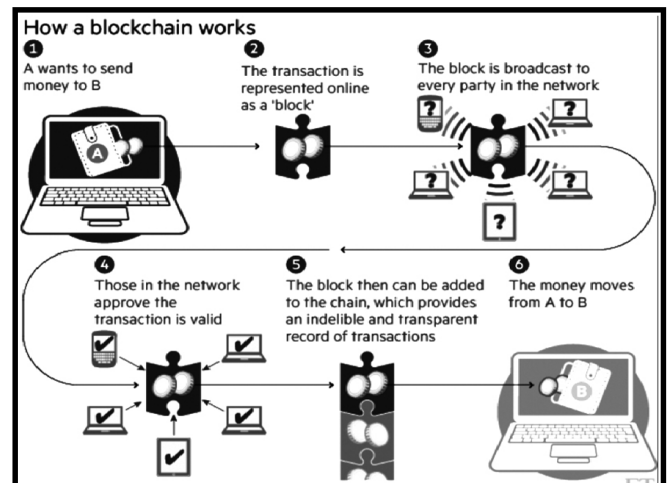 How a blockchain works
1
A wants to send
money to B
2
The transaction is
represented online
as a 'block'
3
The block is broadcast to
every party in the network
A
?
?
?
?
?
4
Those in the network
approve the
transaction is valid
5
The block then can be added
to the chain, which provides
an indelible and transparent
record of transactions
6
The money moves
from A to B
B